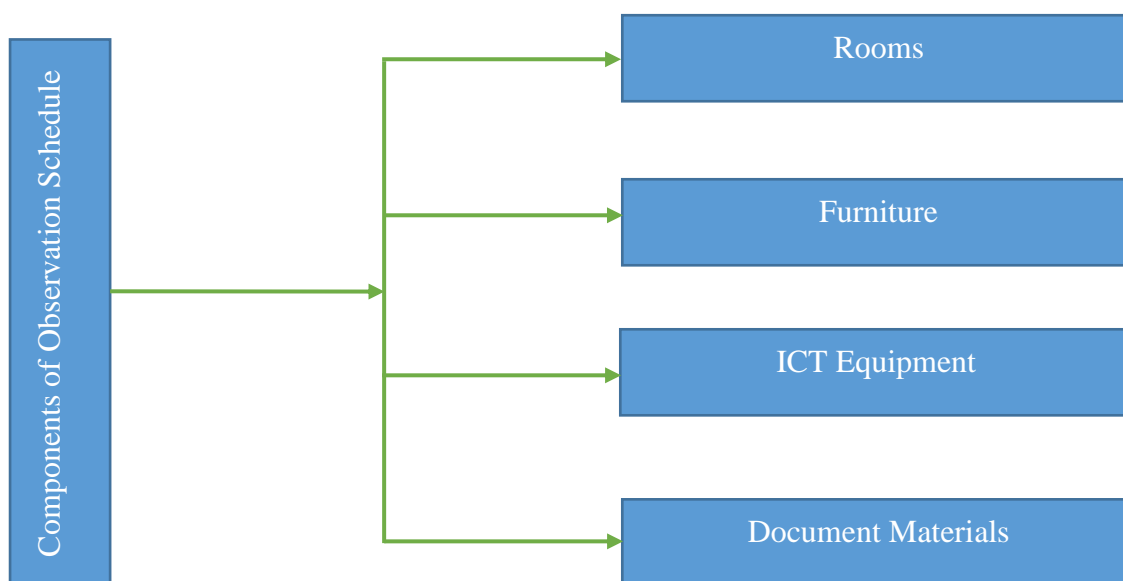 Components of Observation Schedule
Rooms
Furniture
ICT Equipment
Document Materials